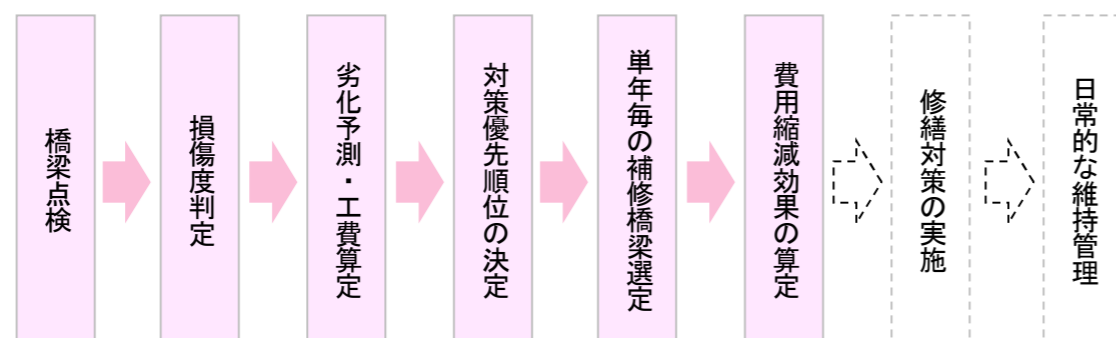 橋梁点検
損傷度判定
劣化予測・工費算定
対策優先順位の決定
単年毎の補修橋梁選定
費用縮減効果の算定
修繕対策の実施
日常的な維持管理